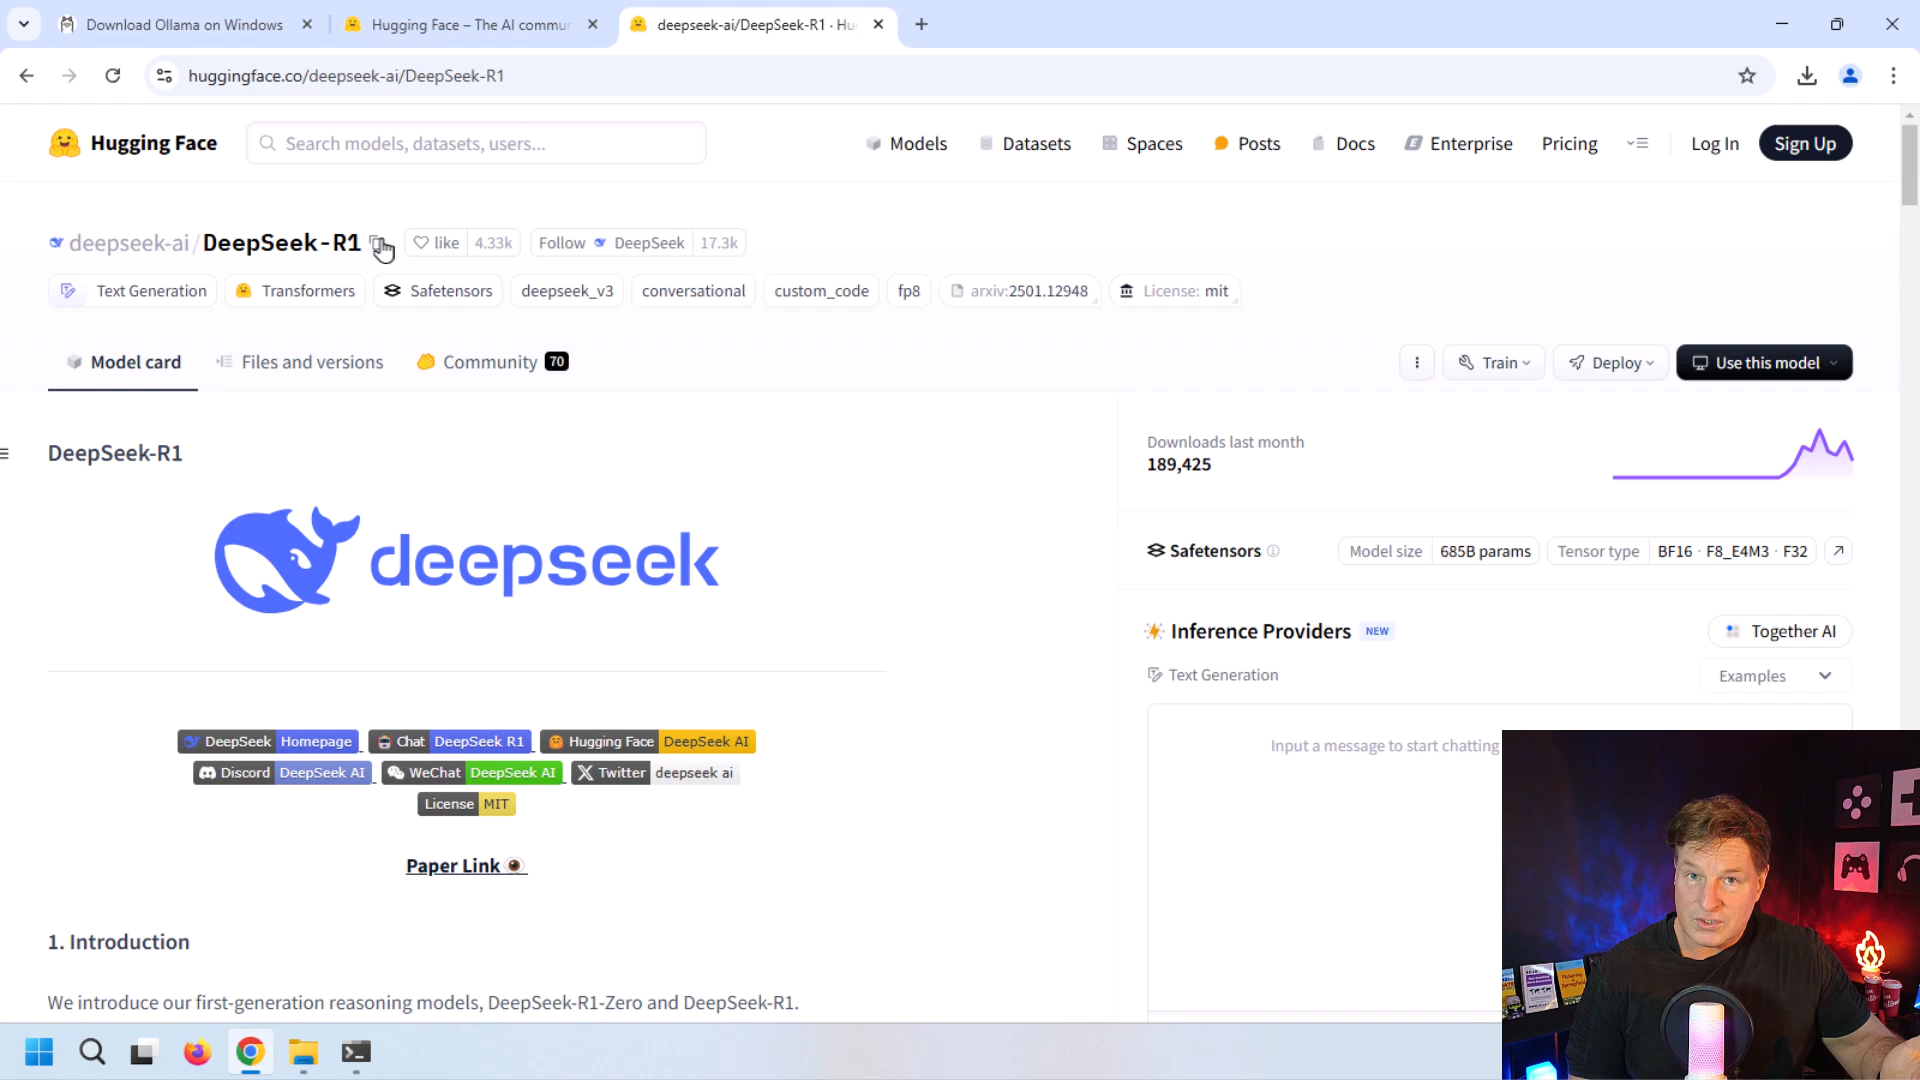 Download Ollama on Windows
Hugging Face – The AI commun
deepseek-ai/DeepSeek-R1 · Hu
huggingface.co/deepseek-ai/DeepSeek-R1
Hugging Face
Search models, datasets, users...
Models
Datasets
Spaces
Posts
Docs
Enterprise
Pricing
Log In
Sign Up
deepseek-ai/DeepSeek-R1
like 4.33k
Follow DeepSeek 17.3k
Text Generation
Transformers
Safetensors
deepseek_v3
conversational
custom_code
fp8
arxiv:2501.12948
License: mit
Model card
Files and versions
Community 70
Train
Deploy
Use this model
DeepSeek-R1
deepseek
DeepSeek Homepage
Chat DeepSeek R1
Hugging Face DeepSeek AI
Discord DeepSeek AI
WeChat DeepSeek AI
Twitter deepseek ai
License MIT
Paper Link
1. Introduction
We introduce our first-generation reasoning models, DeepSeek-R1-Zero and DeepSeek-R1.
Downloads last month
189,425
Safetensors
Model size 685B params
Tensor type BF16 · F8_E4M3 · F32
Inference Providers NEW
Together AI
Text Generation
Examples
Input a message to start chatting